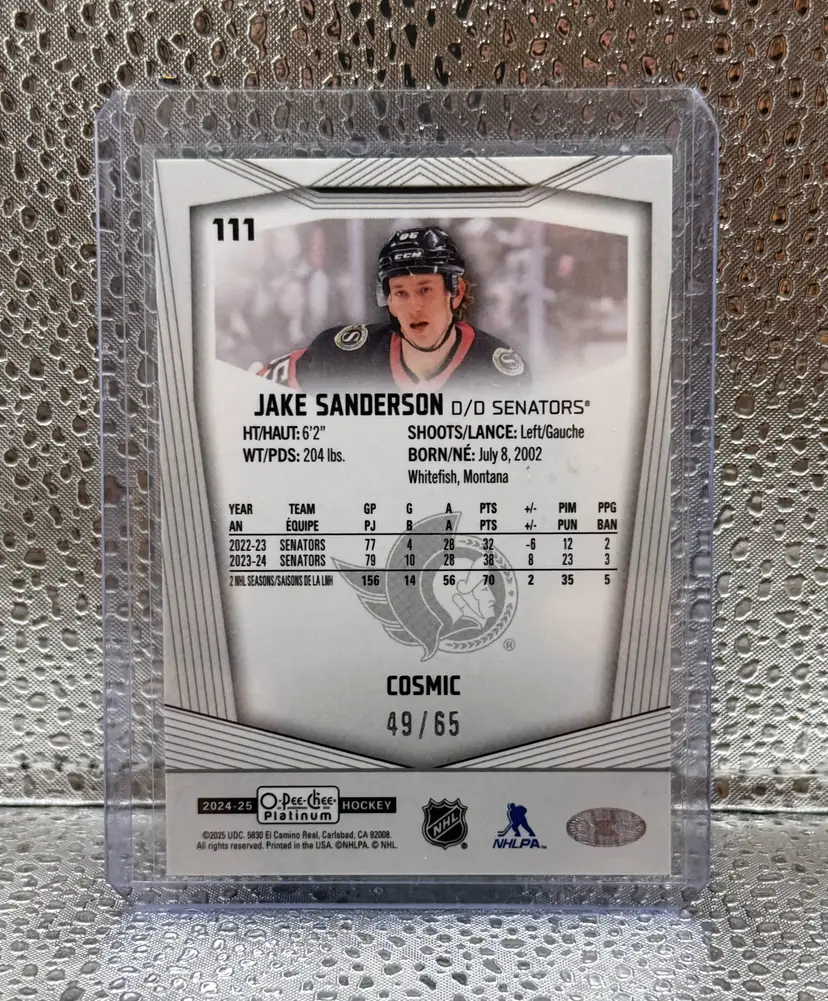 111
85
CCM
JAKE SANDERSON D/D SENATORS®
HT/HAUT: 6'2" SHOOTS/LANCE: Left/Gauche
WT/PDS: 204 lbs. BORN/NÉ: July 8, 2002
Whitefish, Montana
YEAR TEAM GP G A PTS +/- PIM PPG
AN ÉQUIPE PJ B A PTS +/- PUN BAN
2022-23 SENATORS 77 4 28 32 -6 12 2
2023-24 SENATORS 79 10 28 38 8 23 3
2 NHL SEASONS/SAISONS DE LA LNH 156 14 56 70 2 35 5
®
COSMIC
49/65
2024-25 O-Pee-Chee Platinum HOCKEY
NHL ®
NHLPA™
©2025 UDC. 5830 El Camino Real, Carlsbad, CA 92008.
All rights reserved. Printed in the USA. ©NHLPA. © NHL.